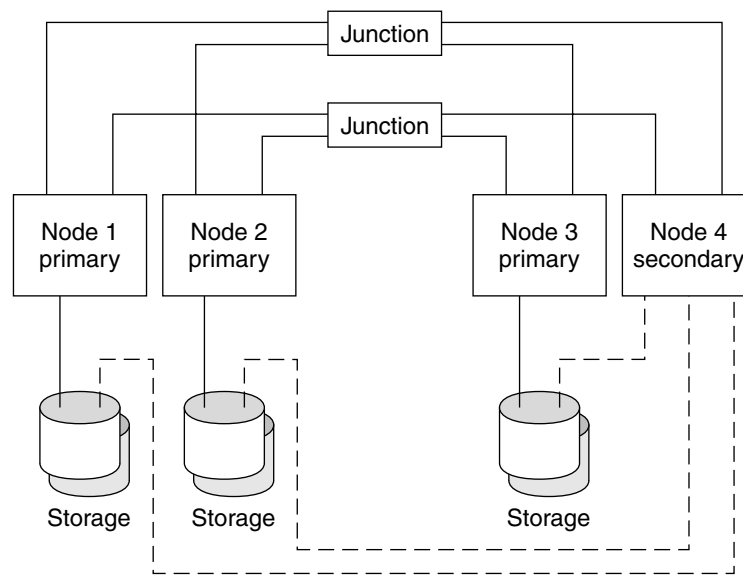 Junction
Junction
Node 1
primary
Node 2
primary
Node 3
primary
Node 4
secondary
Storage
Storage
Storage